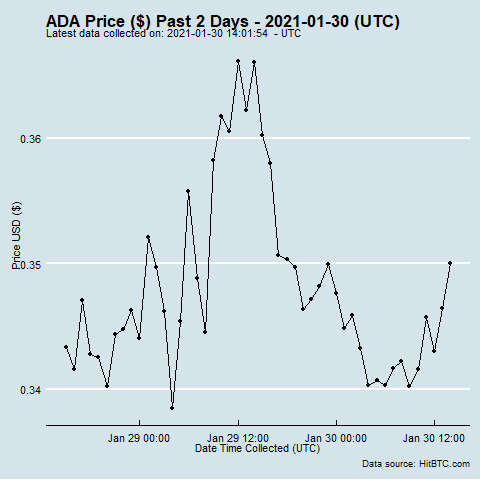 ADA Price ($) Past 2 Days - 2021-01-30 (UTC)
Latest data collected on: 2021-01-30 14:01:54 - UTC
0.36
0.35
0.34
Price USD ($)
Jan 29 00:00 Jan 29 12:00 Jan 30 00:00 Jan 30 12:00
Date Time Collected (UTC)
Data source: HitBTC.com